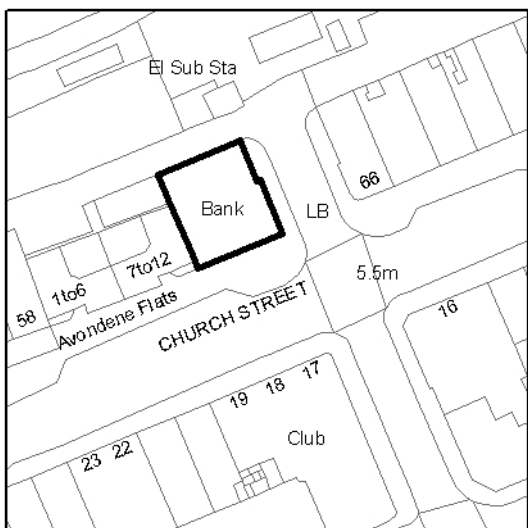 El Sub Sta
66
Bank
LB
7to12
1to6
5.5m
58
Avondene Flats
CHURCH STREET
16
17
18
19
Club
22
23